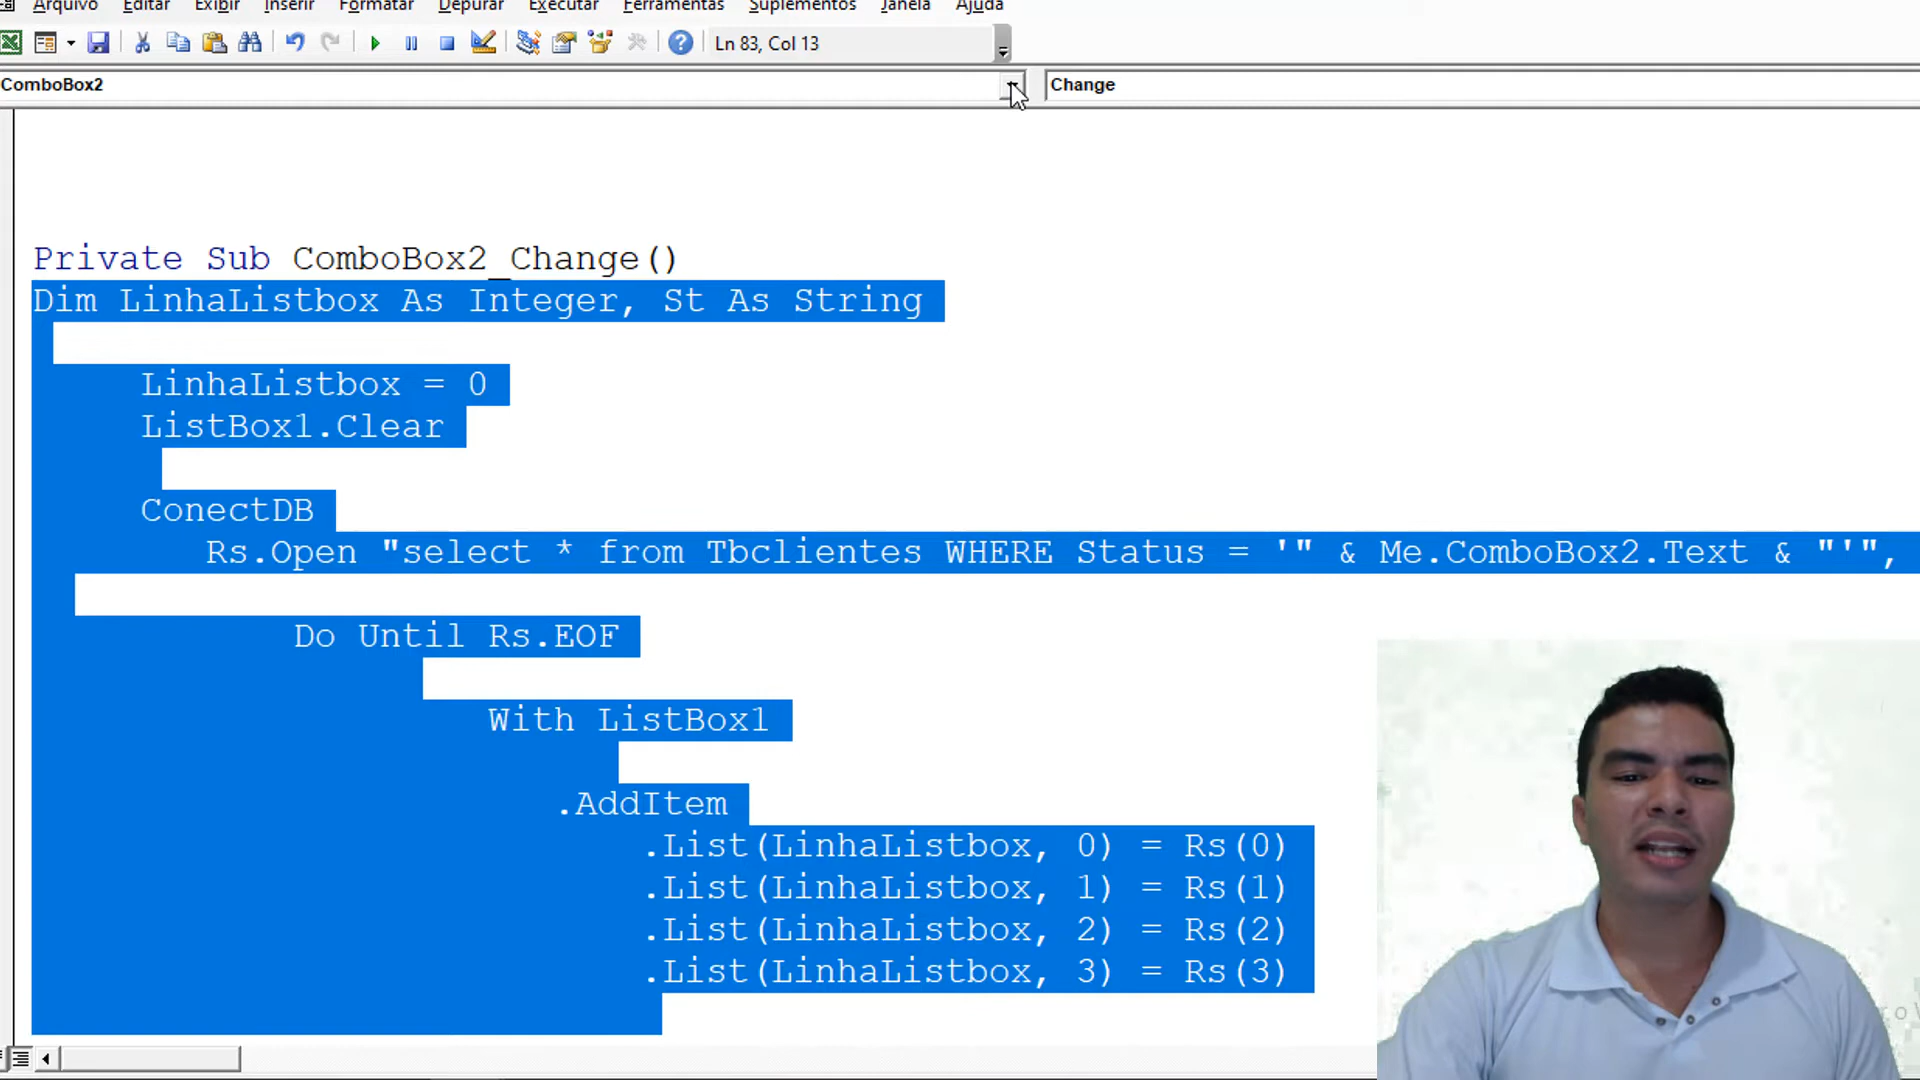 Arquivo Editar Exibir Inserir Formatar Depurar Executar Ferramentas Suplementos Janela Ajuda
Ln 83, Col 13
ComboBox2 Change
Private Sub ComboBox2_Change()
Dim LinhaListbox As Integer, St As String
LinhaListbox = 0
ListBox1.Clear
ConectDB
Rs.Open "select * from Tbclientes WHERE Status = '" & Me.ComboBox2.Text & "'",
Do Until Rs.EOF
With ListBox1
.AddItem
.List(LinhaListbox, 0) = Rs(0)
.List(LinhaListbox, 1) = Rs(1)
.List(LinhaListbox, 2) = Rs(2)
.List(LinhaListbox, 3) = Rs(3)